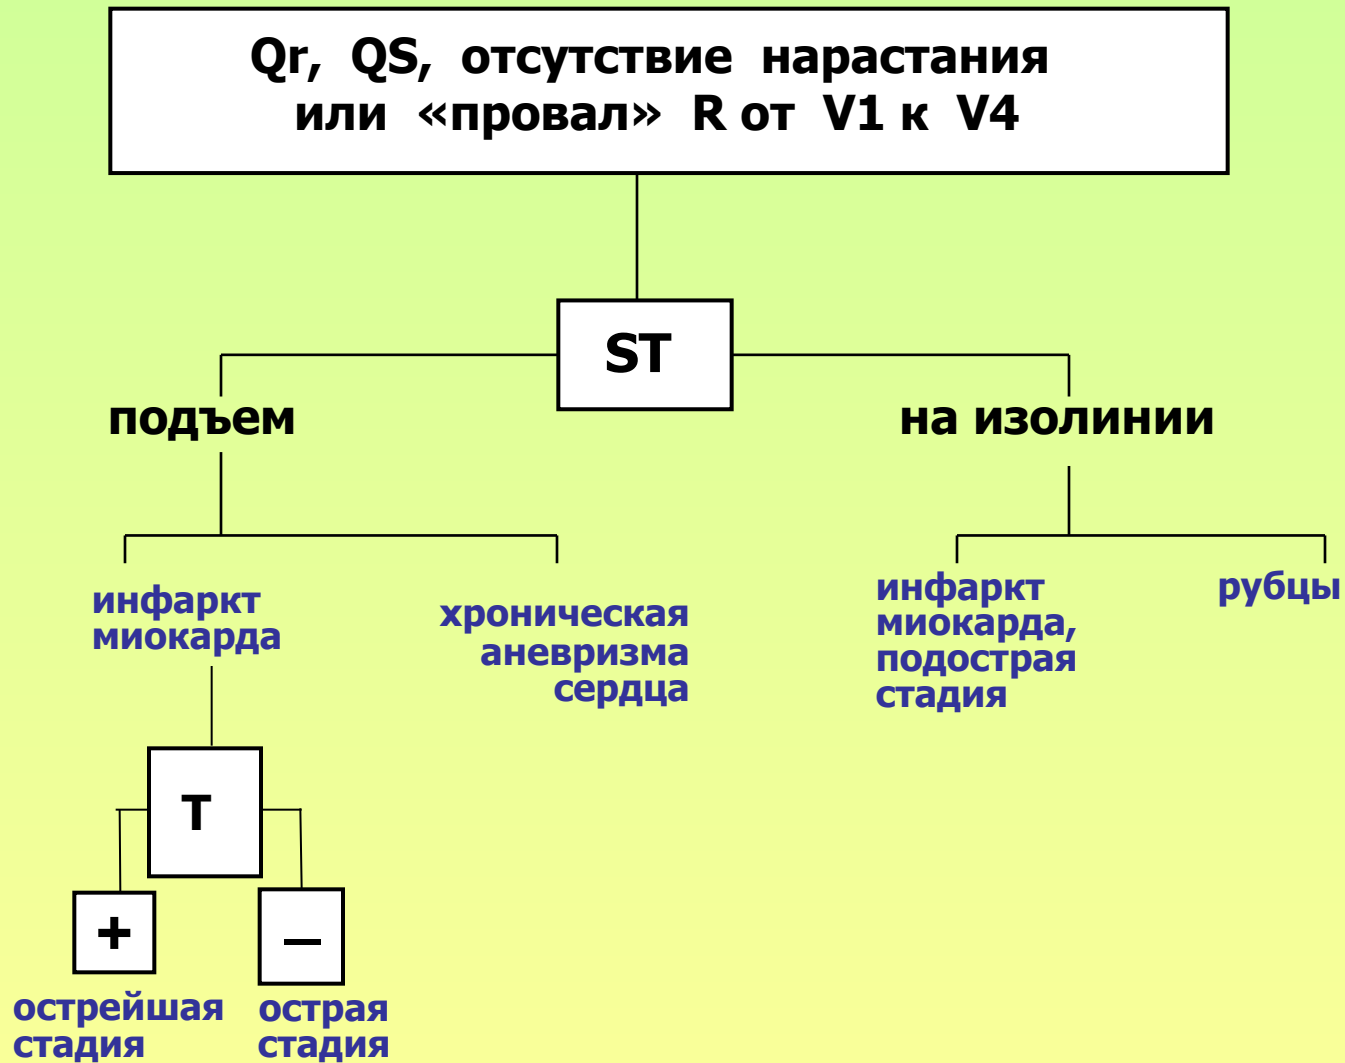 Qr, QS, отсутствие нарастания
или «провал» R от V1 к V4
ST
подъем
на изолинии
инфаркт
миокарда
хроническая
аневризма
сердца
инфаркт
миокарда,
подострая
стадия
рубцы
T
+
–
острейшая
стадия
острая
стадия